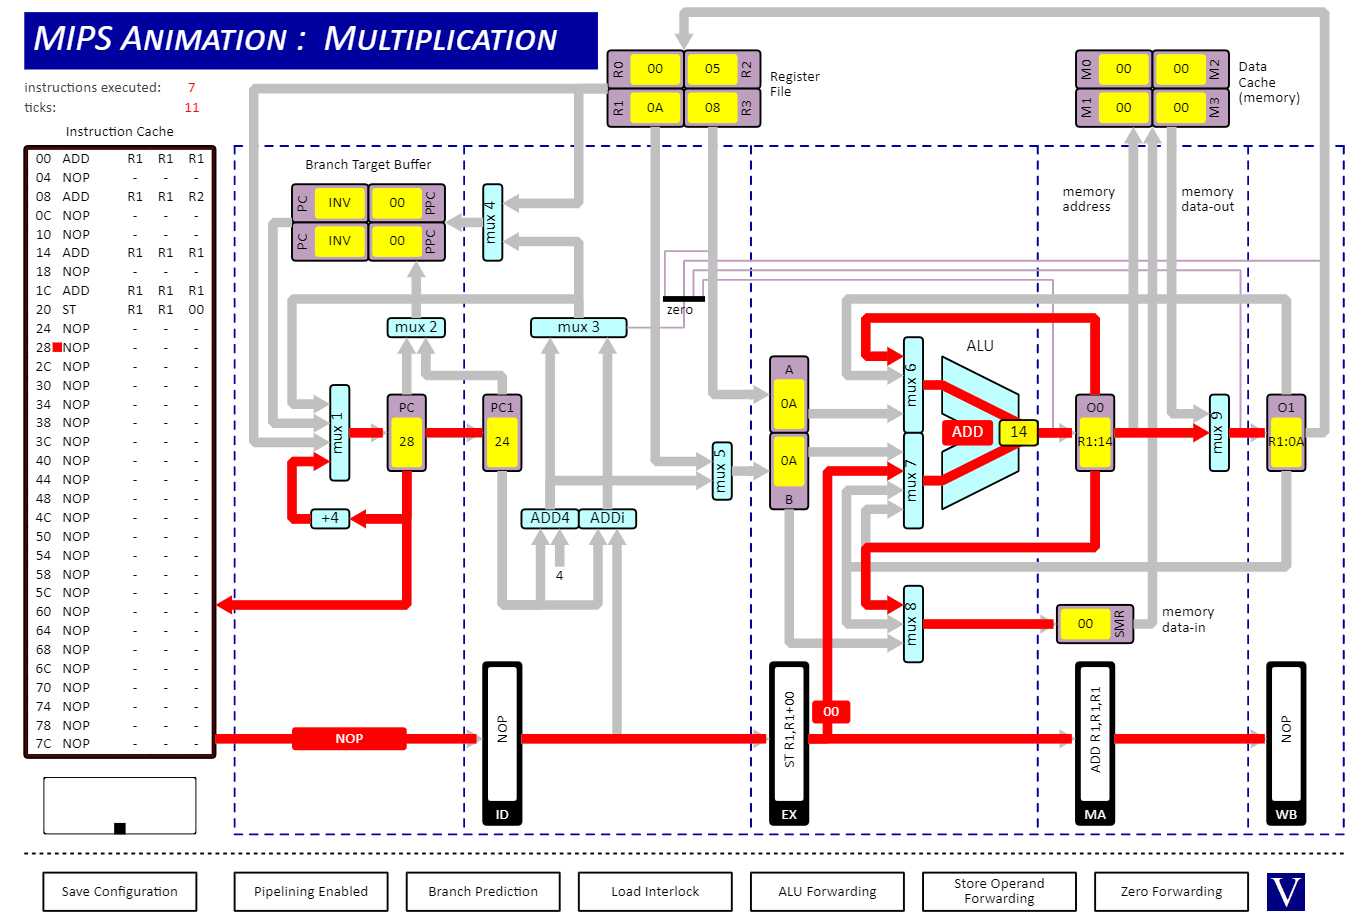 MIPS ANIMATION : MULTIPLICATION
instructions executed: 7
ticks: 11
Instruction Cache
00 ADD R1 R1 R1
04 NOP - - -
08 ADD R1 R1 R2
0C NOP - - -
10 NOP - - -
14 ADD R1 R1 R1
18 NOP - - -
1C ADD R1 R1 R1
20 ST R1 R1 00
24 NOP - - -
28 NOP - - -
2C NOP - - -
30 NOP - - -
34 NOP - - -
38 NOP - - -
3C NOP - - -
40 NOP - - -
44 NOP - - -
48 NOP - - -
4C NOP - - -
50 NOP - - -
54 NOP - - -
58 NOP - - -
5C NOP - - -
60 NOP - - -
64 NOP - - -
68 NOP - - -
6C NOP - - -
70 NOP - - -
74 NOP - - -
78 NOP - - -
7C NOP - - -
R0 00 05 R2
R1 0A 08 R3
Register
File
M0 00 00 M2
M1 00 00 M3
Data
Cache
(memory)
Branch Target Buffer
PC INV 00 PPC
PC INV 00 PPC
mux 4
memory
address
memory
data-out
zero
mux 2
mux 3
mux 1
PC
28
PC1
24
+4
ADD4
ADDi
4
mux 5
A
0A
0A
B
mux 6
mux 7
ALU
ADD
14
O0
R1:14
mux 9
O1
R1:0A
mux 8
00
SMR
memory
data-in
00
NOP
NOP
ID
ST R1,R1+00
EX
ADD R1,R1,R1
MA
NOP
WB
Save Configuration
Pipelining Enabled
Branch Prediction
Load Interlock
ALU Forwarding
Store Operand
Forwarding
Zero Forwarding
V